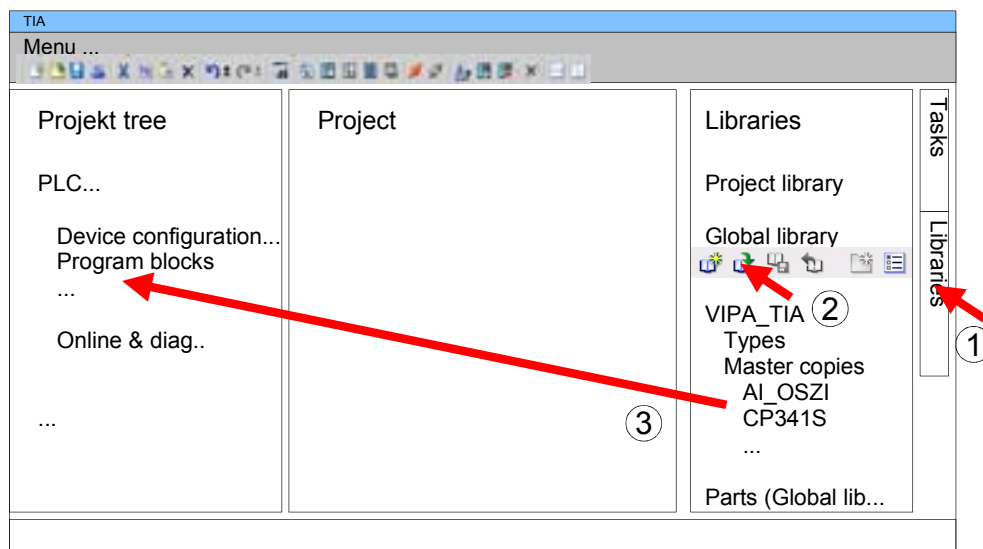 TIA
Menu ...
Projekt tree
PLC...
Device configuration...
Program blocks
...
Online & diag..
...
Project
③
Libraries
Project library
Global library
②
VIPA_TIA
Types
Master copies
AI_OSZI
CP341S
...
Parts (Global lib...
Tasks
Libraries
①